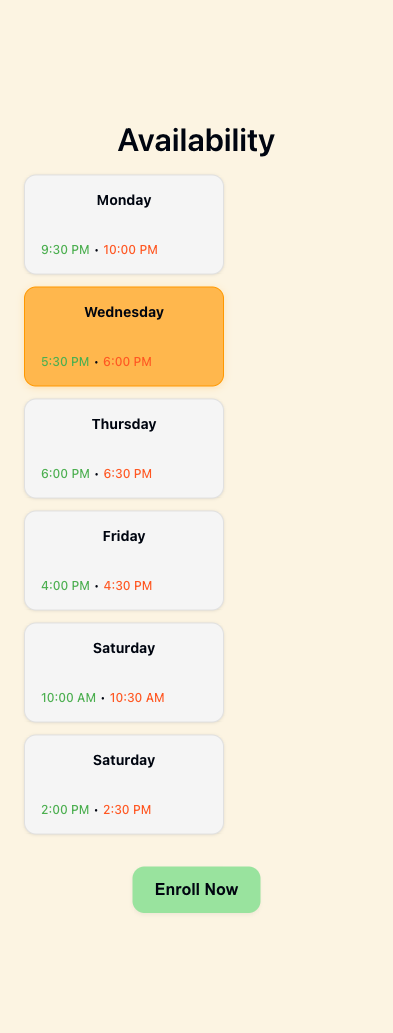 Availability
Monday
9:30 PM • 10:00 PM
Wednesday
5:30 PM • 6:00 PM
Thursday
6:00 PM • 6:30 PM
Friday
4:00 PM • 4:30 PM
Saturday
10:00 AM • 10:30 AM
Saturday
2:00 PM • 2:30 PM
Enroll Now